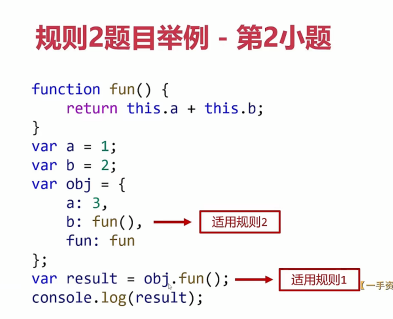 规则2题目举例 - 第2小题
function fun() {
    return this.a + this.b;
}
var a = 1;
var b = 2;
var obj = {
    a: 3,
    b: fun(), 适用规则2
    fun: fun
};
var result = obj.fun(); 适用规则1 【一手资
console.log(result);